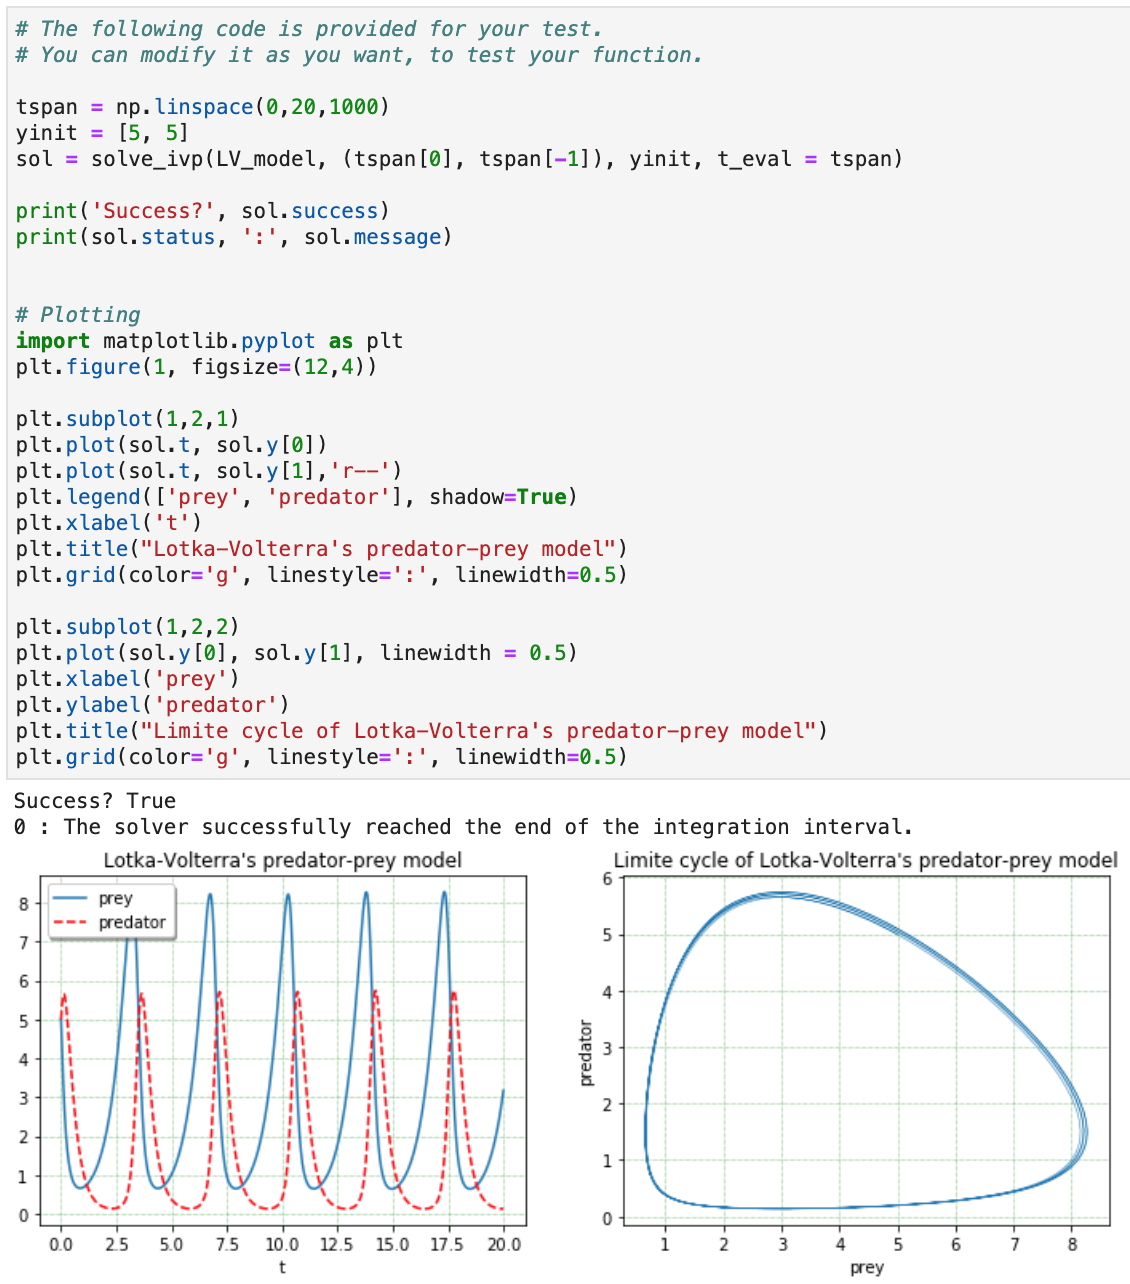 # The following code is provided for your test.
# You can modify it as you want, to test your function.
tspan = np.linspace(0,20,1000)
yinit = [5, 5]
sol = solve_ivp(LV_model, (tspan[0], tspan[-1]), yinit, t_eval = tspan)
print('Success?', sol.success)
print(sol.status, ':', sol.message)
# Plotting
import matplotlib.pyplot as plt
plt.figure(1, figsize=(12,4))
plt.subplot(1,2,1)
plt.plot(sol.t, sol.y[0])
plt.plot(sol.t, sol.y[1],'r--')
plt.legend(['prey', 'predator'], shadow=True)
plt.xlabel('t')
plt.title("Lotka-Volterra's predator-prey model")
plt.grid(color='g', linestyle=':', linewidth=0.5)
plt.subplot(1,2,2)
plt.plot(sol.y[0], sol.y[1], linewidth = 0.5)
plt.xlabel('prey')
plt.ylabel('predator')
plt.title("Limite cycle of Lotka-Volterra's predator-prey model")
plt.grid(color='g', linestyle=':', linewidth=0.5)
Success? True
0 : The solver successfully reached the end of the integration interval.
Lotka-Volterra's predator-prey model
prey
predator
8
7
6
5
4
3
2
1
0
0.0 2.5 5.0 7.5 10.0 12.5 15.0 17.5 20.0
t
Limite cycle of Lotka-Volterra's predator-prey model
predator
6
5
4
3
2
1
0
1 2 3 4 5 6 7 8
prey